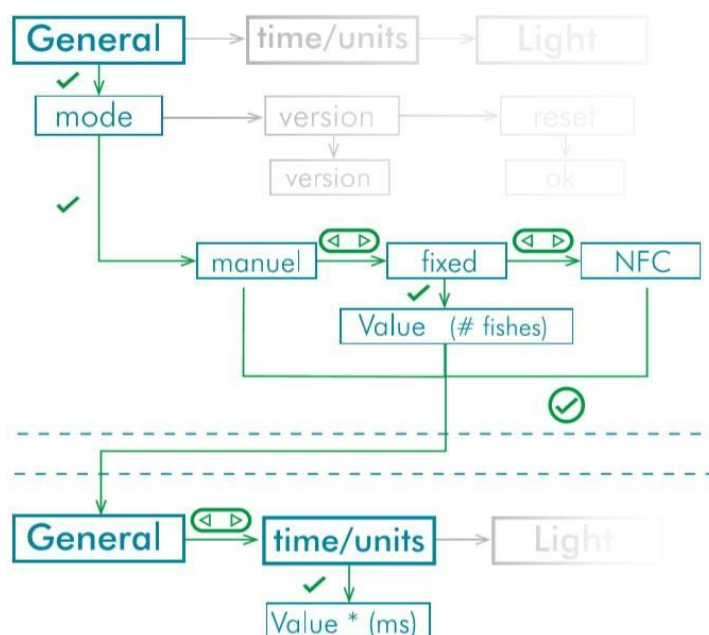 General time/units Light
mode version reset
version ok
manuel fixed NFC
Value (# fishes)
General time/units Light
Value * (ms)